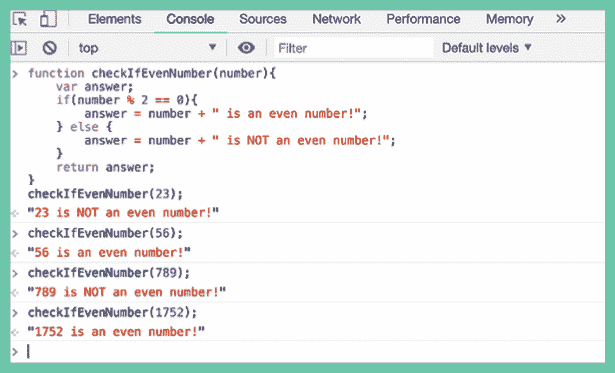 Elements Console Sources Network Performance Memory »
top ▼ Filter Default levels ▼
> function checkIfEvenNumber(number){
var answer;
if(number % 2 == 0){
answer = number + " is an even number!";
} else {
answer = number + " is NOT an even number!";
}
return answer;
}
checkIfEvenNumber(23);
"23 is NOT an even number!"
> checkIfEvenNumber(56);
"56 is an even number!"
> checkIfEvenNumber(789);
"789 is NOT an even number!"
> checkIfEvenNumber(1752);
"1752 is an even number!"
>